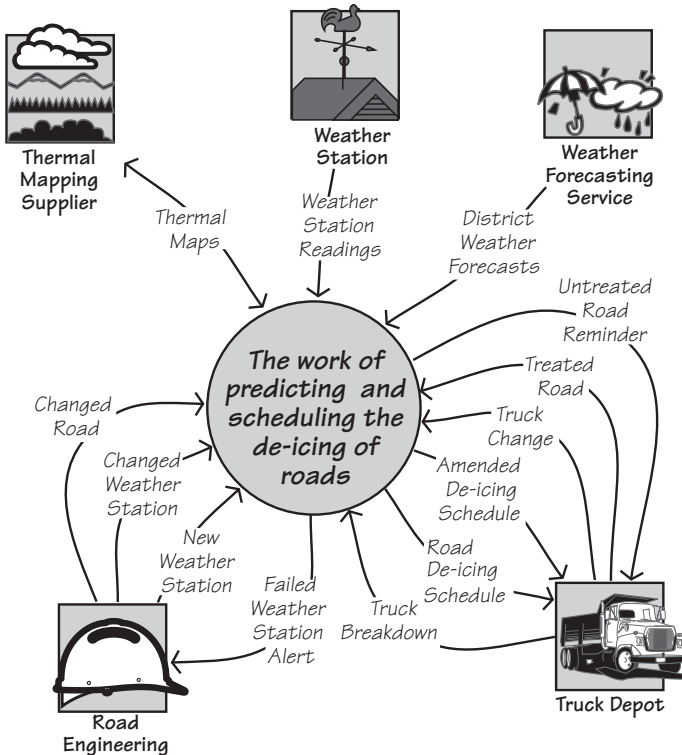 Thermal
Mapping
Supplier
Weather
Station
Weather
Forecasting
Service
Thermal
Maps
Weather
Station
Readings
District
Weather
Forecasts
Untreated
Road
Reminder
The work of
predicting and
scheduling the
de-icing of
roads
Treated
Road
Truck
Change
Changed
Road
Changed
Weather
Station
New
Weather
Station
Failed
Weather
Station
Alert
Truck
Breakdown
Road
De-icing
Schedule
Amended
De-icing
Schedule
Road
Engineering
Truck Depot